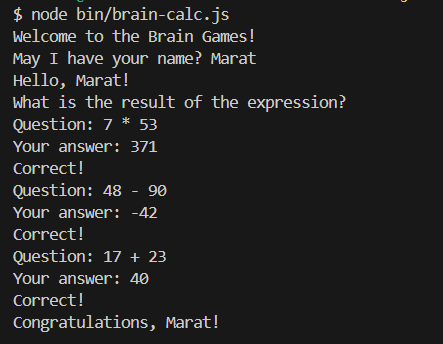 $ node bin/brain-calc.js
Welcome to the Brain Games!
May I have your name? Marat
Hello, Marat!
What is the result of the expression?
Question: 7 * 53
Your answer: 371
Correct!
Question: 48 - 90
Your answer: -42
Correct!
Question: 17 + 23
Your answer: 40
Correct!
Congratulations, Marat!